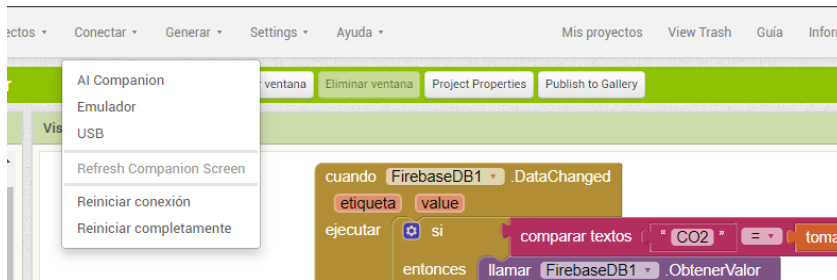 Conectar Generar Settings Ayuda Mis proyectos View Trash Guía
AI Companion
Emulador
USB
Refresh Companion Screen
Reiniciar conexión
Reiniciar completamente
ventana Eliminar ventana Project Properties Publish to Gallery
cuando FirebaseDB1 .DataChanged
etiqueta value
ejecutar si comparar textos " CO2 " =
entonces llamar FirebaseDB1 .ObtenerValor